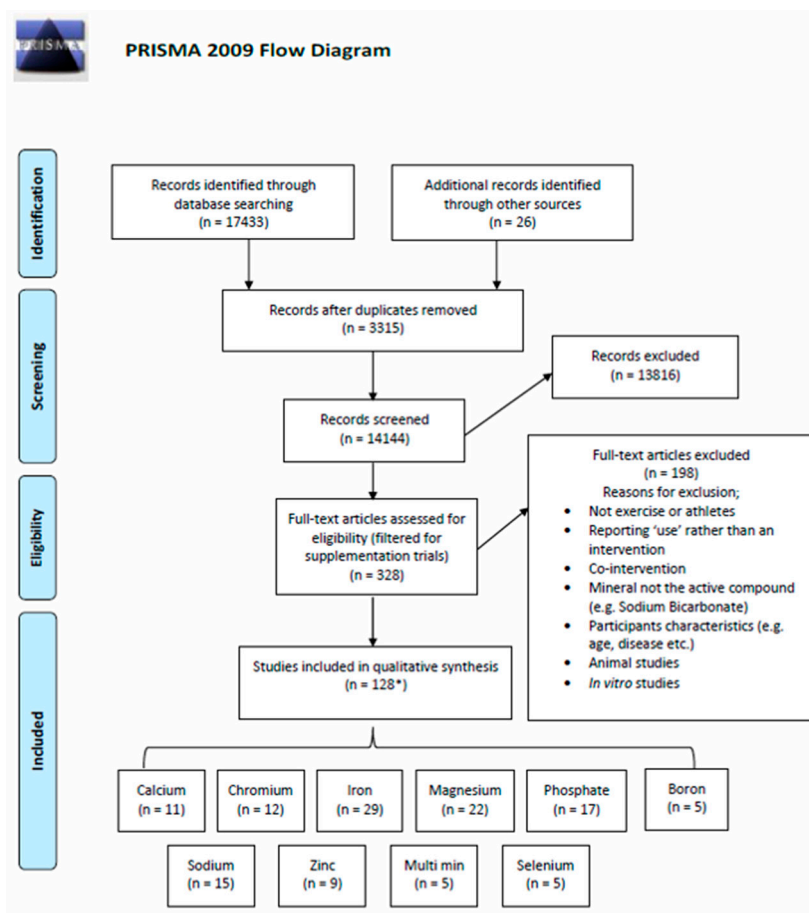 PRISMA
PRISMA 2009 Flow Diagram
Identification
Records identified through
database searching
(n = 17433)
Additional records identified
through other sources
(n = 26)
Screening
Records after duplicates removed
(n = 3315)
Records excluded
(n = 13816)
Records screened
(n = 14144)
Eligibility
Full-text articles assessed for
eligibility (filtered for
supplementation trials)
n = 328)
Full-text articles excluded
(n = 198)
Reasons for exclusion;
• Not exercise or athletes
• Reporting ‘use’ rather than an
intervention
• Co-intervention
• Mineral not the active compound
(e.g. Sodium Bicarbonate)
• Participants characteristics (e.g.
age, disease etc.)
• Animal studies
• In vitro studies
Included
Studies included in qualitative synthesis
(n = 128*)
Calcium
(n = 11)
Chromium
(n = 12)
Iron
(n = 29)
Magnesium
(n = 22)
Phosphate
(n = 17)
Boron
(n = 5)
Sodium
(n = 15)
Zinc
(n = 9)
Multi min
(n = 5)
Selenium
(n = 5)